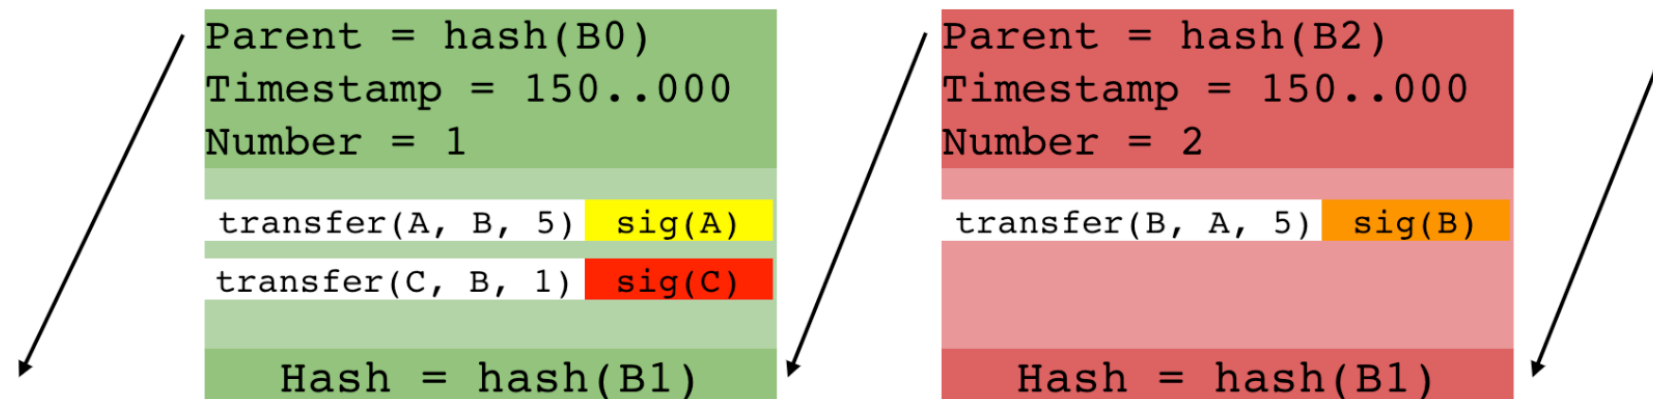 Parent = hash(B0)
Timestamp = 150..000
Number = 1
transfer(A, B, 5) sig(A)
transfer(C, B, 1) sig(C)
Hash = hash(B1)
Parent = hash(B2)
Timestamp = 150..000
Number = 2
transfer(B, A, 5) sig(B)
Hash = hash(B1)